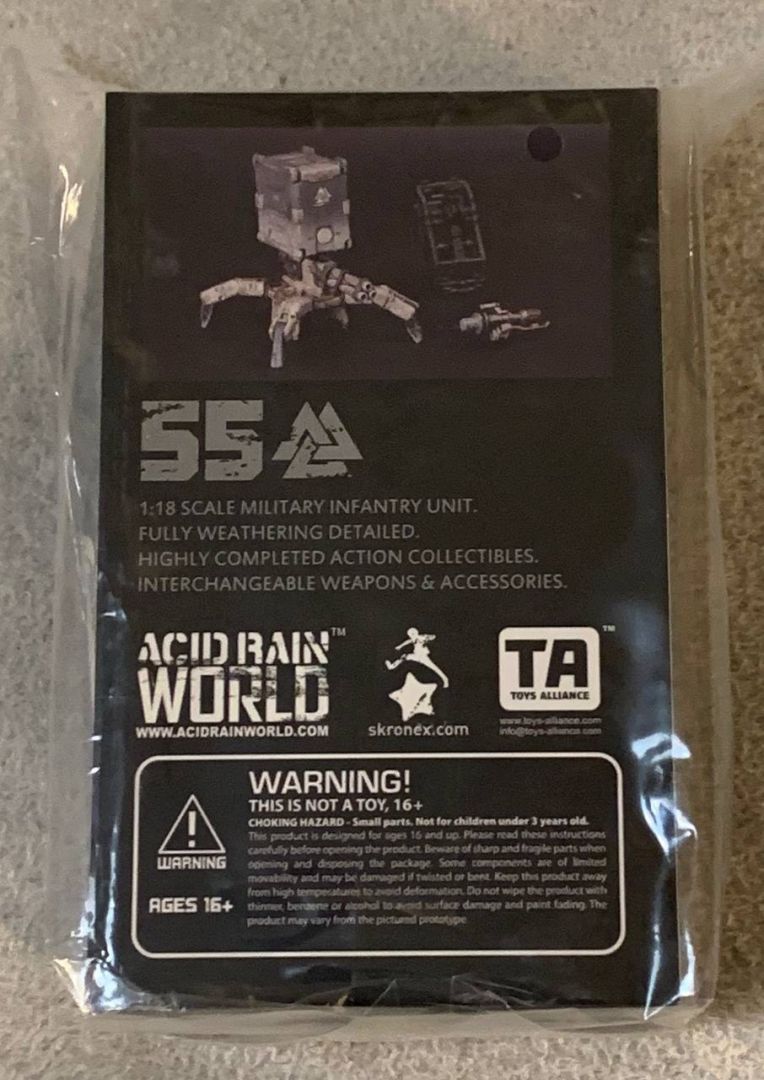 55
1:18 SCALE MILITARY INFANTRY UNIT.
FULLY WEATHERING DETAILED.
HIGHLY COMPLETED ACTION COLLECTIBLES.
INTERCHANGEABLE WEAPONS & ACCESSORIES.
ACID RAIN™
WORLD
WWW.ACIDRAINWORLD.COM
skronex.com
TA™
TOYS ALLIANCE
www.toys-alliance.com
info@toys-alliance.com
WARNING!
THIS IS NOT A TOY, 16+
CHOKING HAZARD - Small parts. Not for children under 3 years old.
This product is designed for ages 16 and up. Please read these instructions
carefully before opening the product. Beware of sharp and fragile parts when
opening and disposing the package. Some components are of limited
movability and may be damaged if twisted or bent. Keep this product away
from high temperatures to avoid deformation. Do not wipe the product with
thinner, benzene or alcohol to avoid surface damage and paint fading. The
product may vary from the pictured prototype.
WARNING
AGES 16+